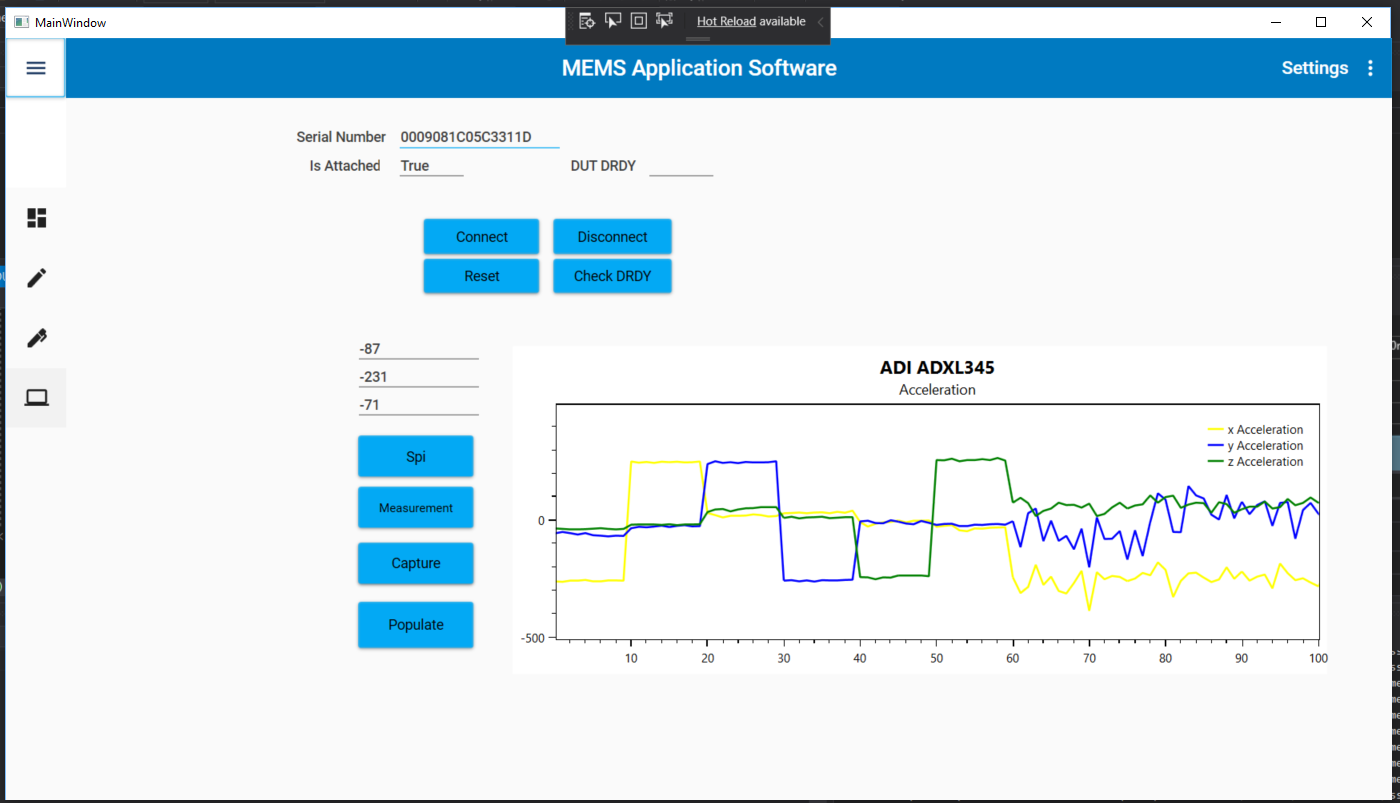 MainWindow
Hot Reload available
MEMS Application Software
Settings
Serial Number 0009081C05C3311D
Is Attached True DUT DRDY
Connect Disconnect
Reset Check DRDY
-87
-231
-71
Spi
Measurement
Capture
Populate
ADI ADXL345
Acceleration
x Acceleration
y Acceleration
z Acceleration
0
-500
10 20 30 40 50 60 70 80 90 100